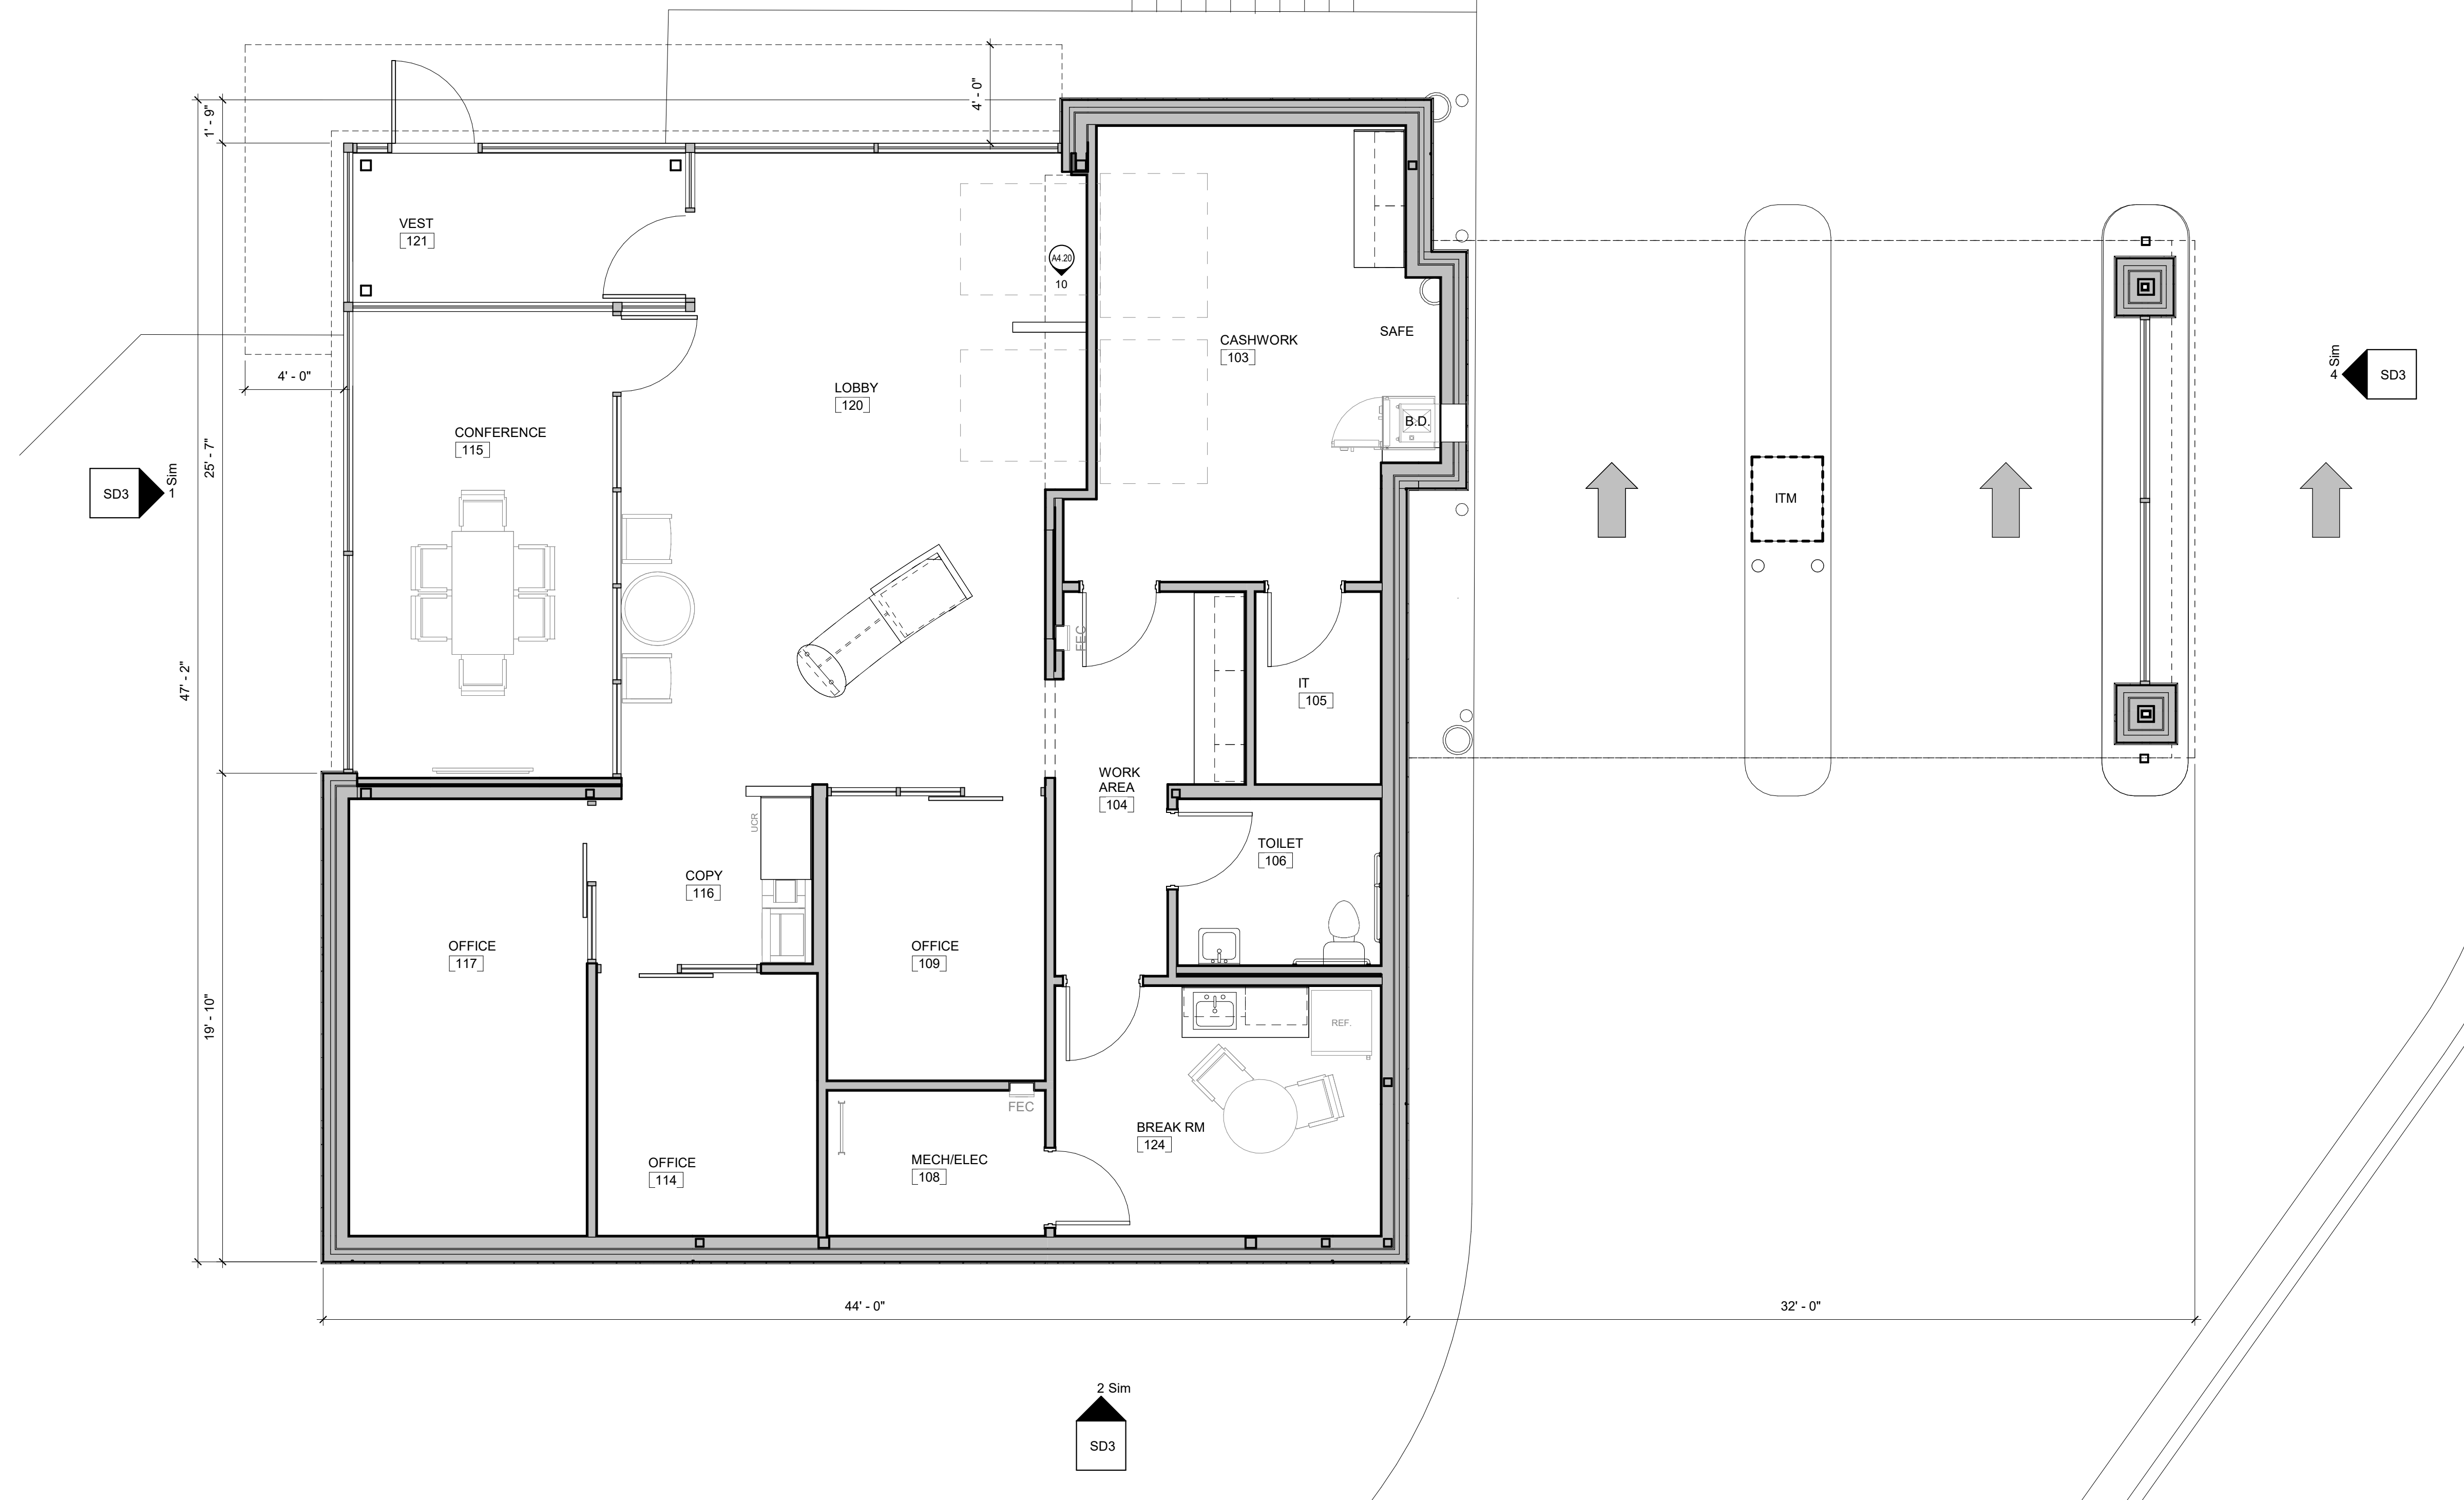 4' - 0"
1' - 9"
VEST
121
A4.20
10
SAFE
CASHWORK
103
Sim
4
SD3
4' - 0"
LOBBY
120
B.D.
CONFERENCE
115
25' - 7"
SD3
1
Sim
ITM
FEC
47' - 2"
IT
105
WORK
AREA
104
UCR
TOILET
106
COPY
116
OFFICE
117
OFFICE
109
19' - 10"
REF.
FEC
BREAK RM
124
OFFICE
114
MECH/ELEC
108
44' - 0"
32' - 0"
2 Sim
SD3